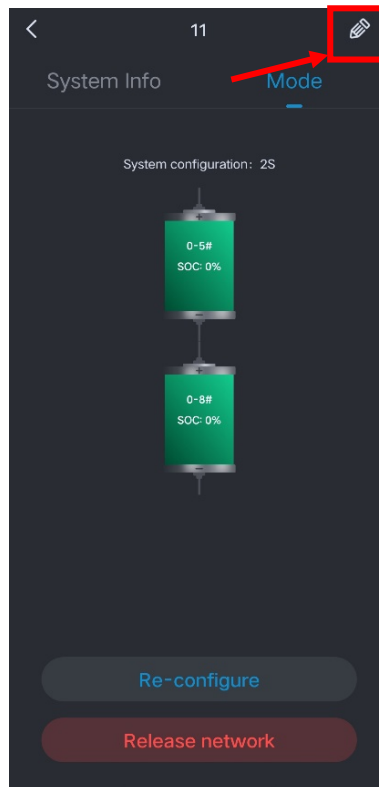 11
System Info Mode
System configuration: 2S
+
0-5#
SOC: 0%
−
+
0-8#
SOC: 0%
−
Re-configure
Release network